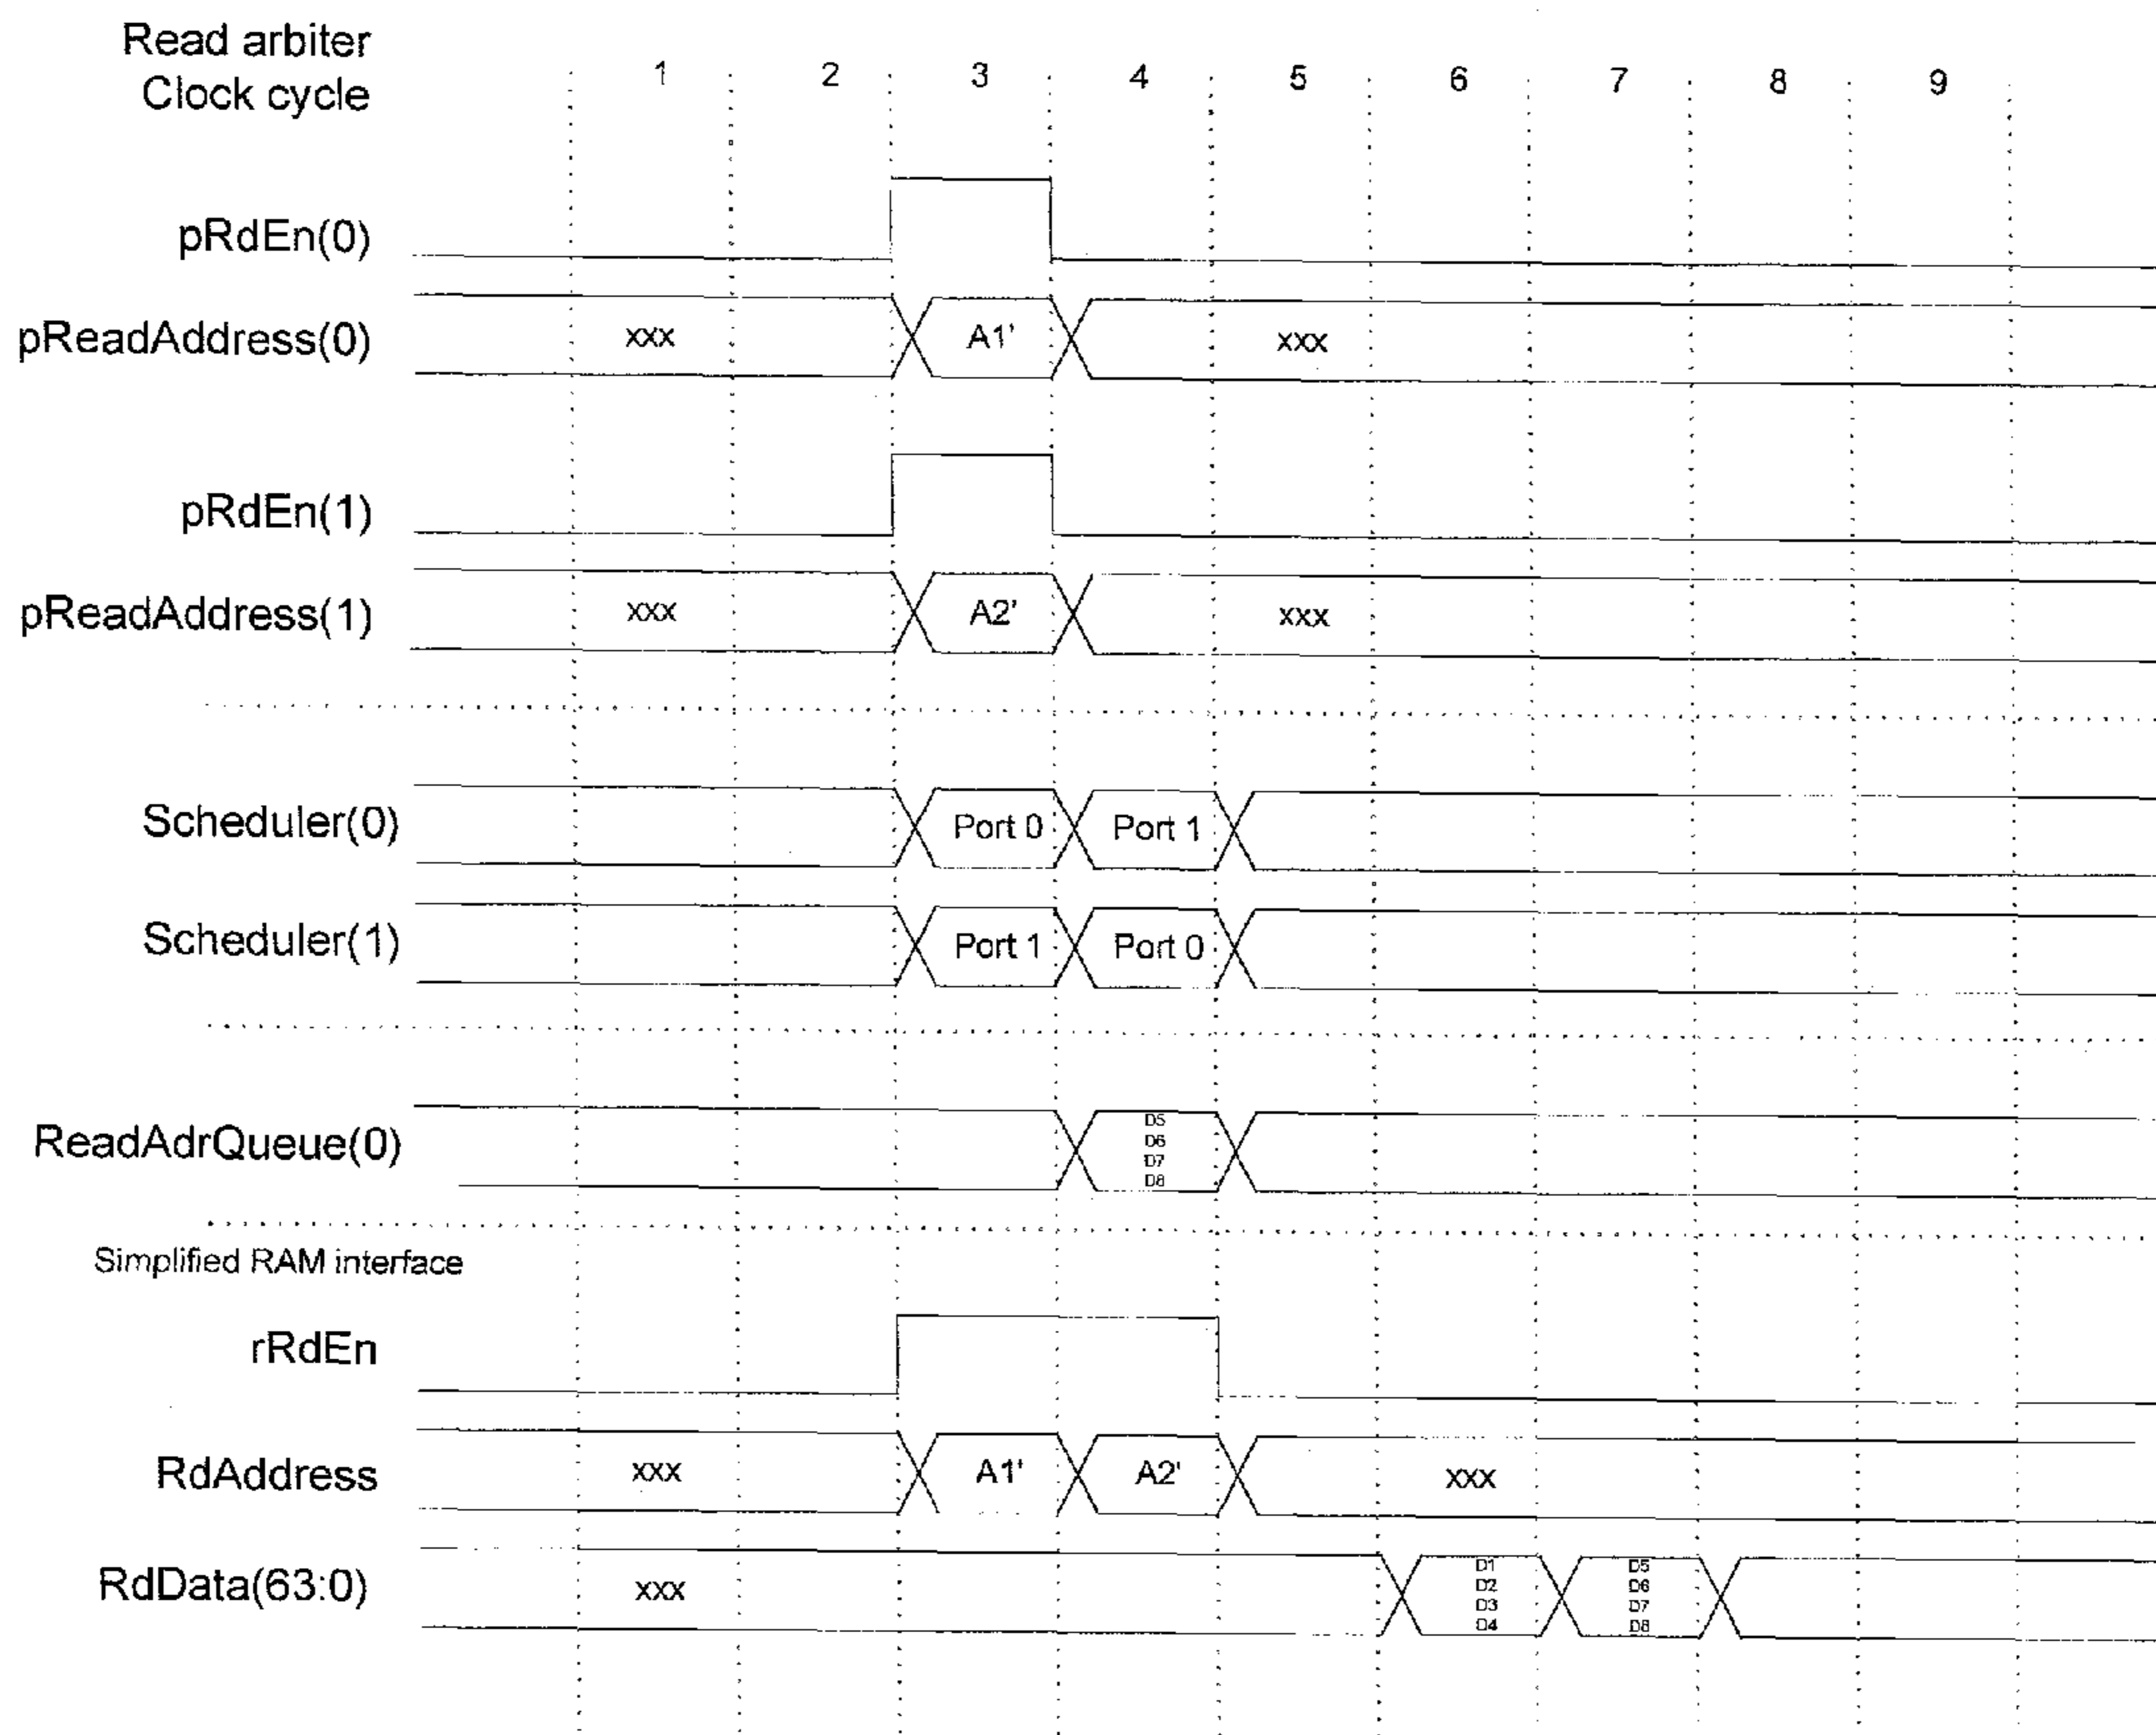 Read arbiter
Clock cycle
1 2 3 4 5 6 7 8 9
pRdEn(0)
pReadAddress(0) xxx A1' xxx
pRdEn(1)
pReadAddress(1) xxx A2' xxx
Scheduler(0) Port 0 Port 1
Scheduler(1) Port 1 Port 0
ReadAdrQueue(0)
D5
D6
D7
D8
Simplified RAM interface
rRdEn
RdAddress xxx A1' A2' xxx
RdData(63:0) xxx
D1 D5
D2 D6
D3 D7
D4 D8